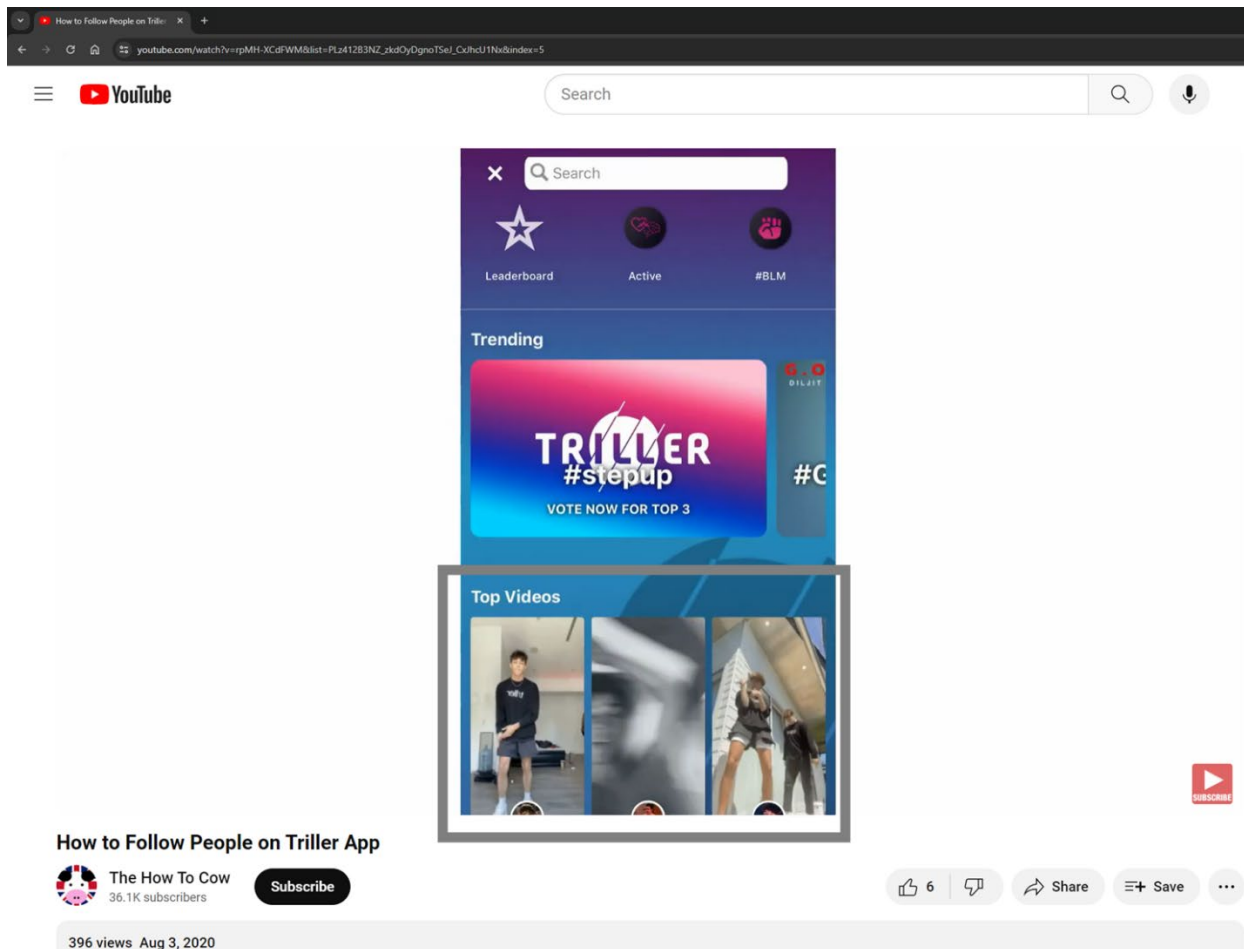 How to Follow People on Triller
youtube.com/watch?v=rpMH-XCdFWM&list=PLz41283NZ_zkdOyDgnoTSeJ_CxJhcU1Nx&index=5
YouTube
Search
Search
Leaderboard Active #BLM
Trending
G.O
DILJIT
TRILLER
#stepup
#G
VOTE NOW FOR TOP 3
Top Videos
SUBSCRIBE
How to Follow People on Triller App
The How To Cow
36.1K subscribers
Subscribe
6 Share Save
396 views Aug 3, 2020